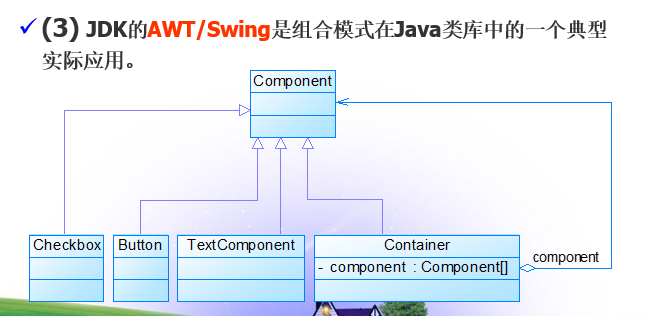 ✓ (3) JDK的AWT/Swing是组合模式在Java类库中的一个典型
实际应用。
Component
Checkbox
Button
TextComponent
Container
- component : Component[]
component